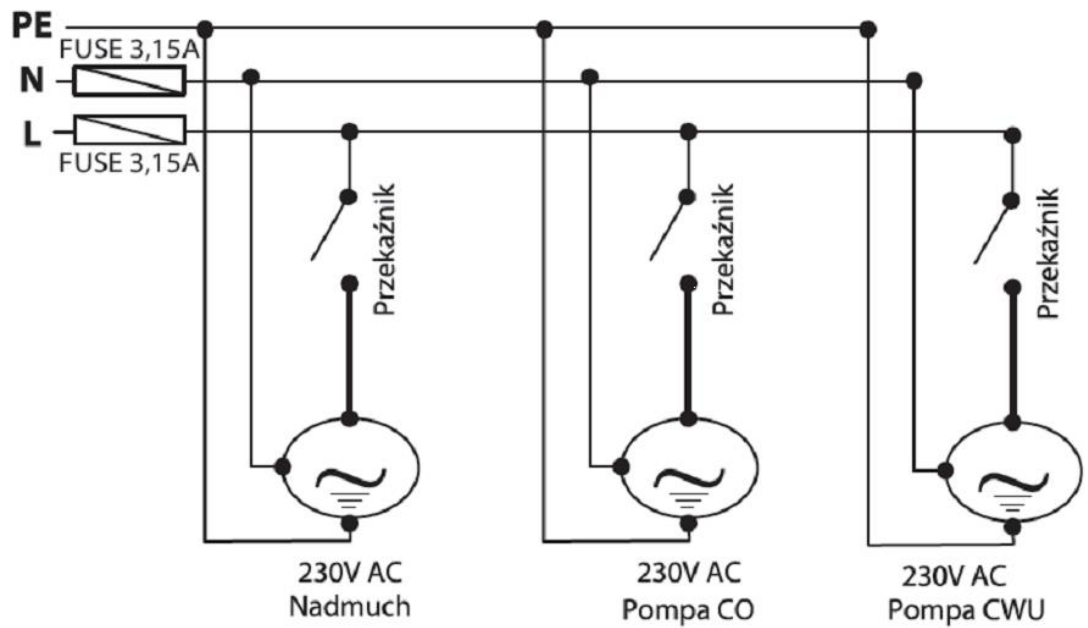 PE
FUSE 3,15A
N
L
FUSE 3,15A
Przekaźnik
Przekaźnik
Przekaźnik
230V AC
Nadmuch
230V AC
Pompa CO
230V AC
Pompa CWU